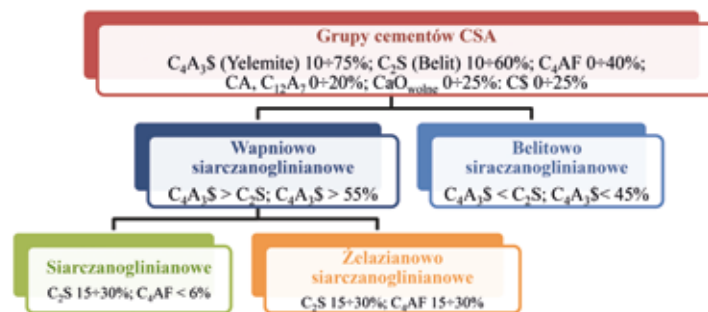 Grupy cementów CSA
C₄A₃$ (Yelemite) 10÷75%; C₂S (Belit) 10÷60%; C₄AF 0÷40%;
CA, C₁₂A₇ 0÷20%; CaO_wolne 0÷25%: C$ 0÷25%
Wapniowo
siarczanoglinianowe
C₄A₃$ > C₂S; C₄A₃$ > 55%
Belitowo
siraczanoglinianowe
C₄A₃$ < C₂S; C₄A₃$< 45%
Siarczanoglinianowe
C₂S 15÷30%; C₄AF < 6%
Żelazianowo
siarczanoglinianowe
C₂S 15÷30%; C₄AF 15÷30%